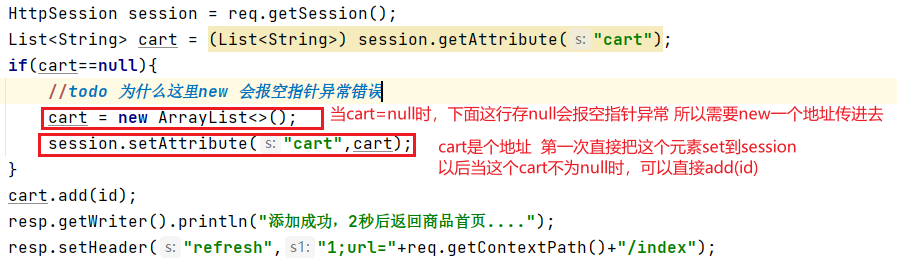 HttpSession session = req.getSession();
List<String> cart = (List<String>) session.getAttribute( s: "cart");
if(cart==null){
//todo 为什么这里new 会报空指针异常错误
cart = new ArrayList<>(); 当cart=null时，下面这行存null会报空指针异常 所以需要new一个地址传进去
session.setAttribute( s: "cart",cart); cart是个地址 第一次直接把这个元素set到session
} 以后当这个cart不为null时，可以直接add(id)
cart.add(id);
resp.getWriter().println("添加成功，2秒后返回商品首页....");
resp.setHeader( s: "refresh", s1: "1;url="+req.getContextPath()+"/index");